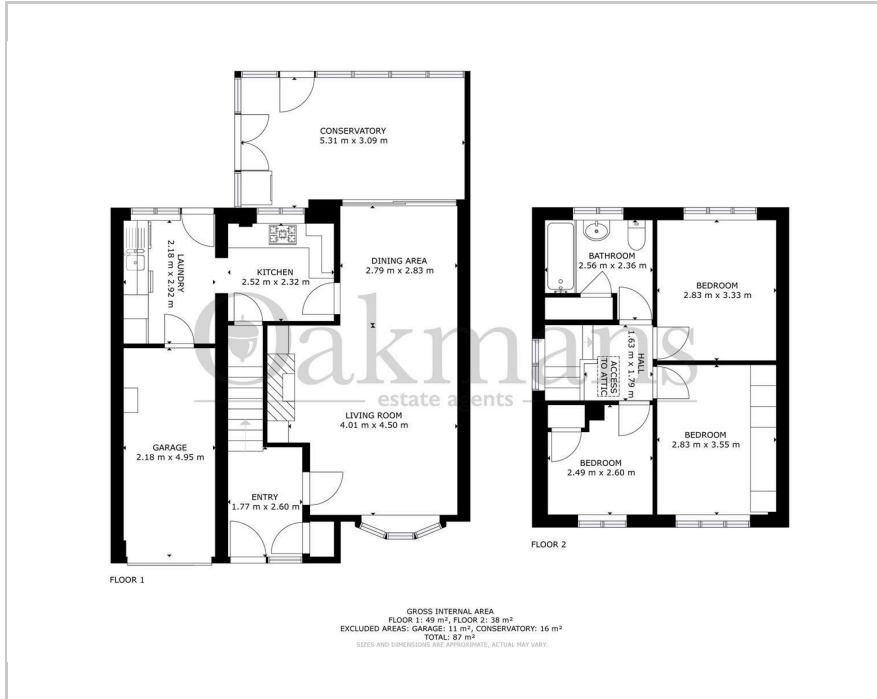 CONSERVATORY
5.31 m x 3.09 m
LAUNDRY
2.18 m x 2.92 m
KITCHEN
2.52 m x 2.32 m
DINING AREA
2.79 m x 2.83 m
BATHROOM
2.56 m x 2.36 m
BEDROOM
2.83 m x 3.33 m
Oakmans
estate agents
HALL
1.63 m x 1.79 m
ACCESS
TO ATTIC
GARAGE
2.18 m x 4.95 m
LIVING ROOM
4.01 m x 4.50 m
ENTRY
1.77 m x 2.60 m
BEDROOM
2.49 m x 2.60 m
BEDROOM
2.83 m x 3.55 m
FLOOR 2
FLOOR 1
GROSS INTERNAL AREA
FLOOR 1: 49 m², FLOOR 2: 38 m²
EXCLUDED AREAS: GARAGE: 11 m², CONSERVATORY: 16 m²
TOTAL: 87 m²
SIZES AND DIMENSIONS ARE APPROXIMATE, ACTUAL MAY VARY.